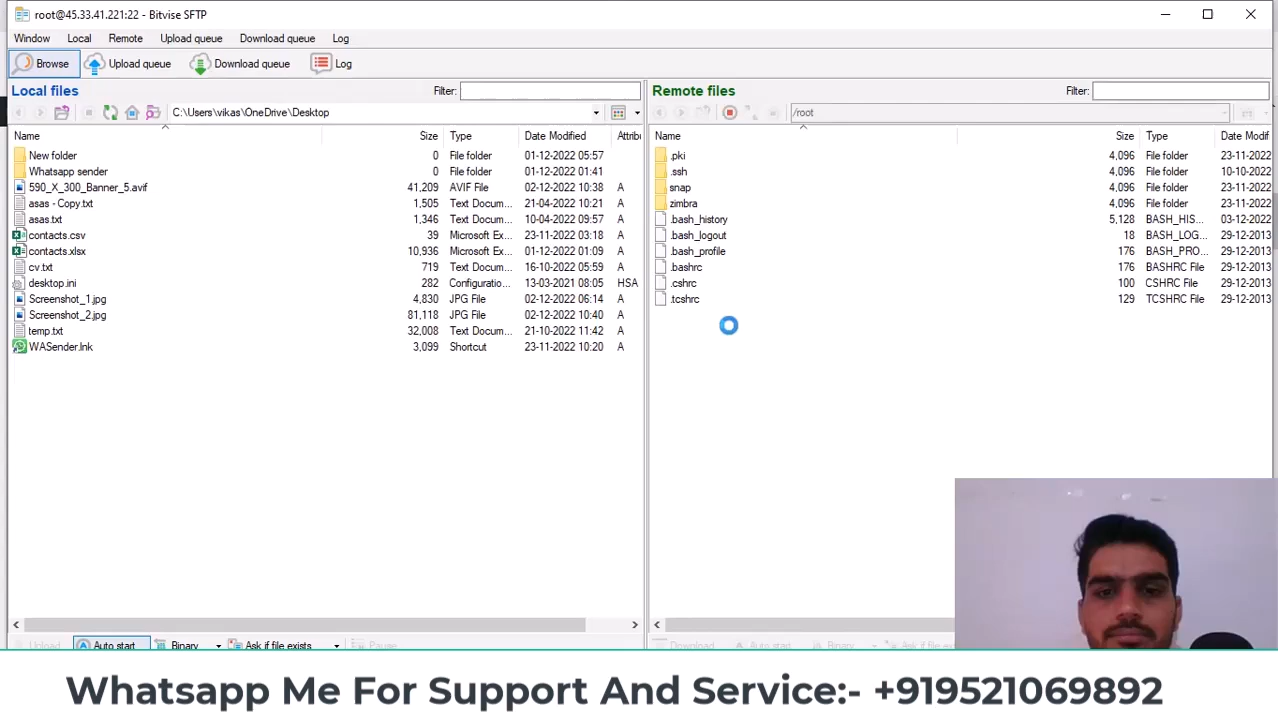 root@45.33.41.221:22 - Bitvise SFTP
Window Local Remote Upload queue Download queue Log
Browse Upload queue Download queue Log
Local files Filter: Remote files Filter:
C:\Users\vikas\OneDrive\Desktop /root
Name Size Type Date Modified Attribu Name Size Type Date Modif
New folder 0 File folder 01-12-2022 05:57 .pki 4,096 File folder 23-11-2022
Whatsapp sender 0 File folder 01-12-2022 01:41 .ssh 4,096 File folder 10-10-2022
590_X_300_Banner_5.avif 41,209 AVIF File 02-12-2022 10:38 A snap 4,096 File folder 23-11-2022
asas - Copy.txt 1,505 Text Docum... 21-04-2022 10:21 A zimbra 4,096 File folder 23-11-2022
asas.txt 1,346 Text Docum... 10-04-2022 09:57 A .bash_history 5,128 BASH_HIS... 03-12-2022
contacts.csv 39 Microsoft Ex... 23-11-2022 03:18 A .bash_logout 18 BASH_LOG... 29-12-2013
contacts.xlsx 10,936 Microsoft Ex... 01-12-2022 01:09 A .bash_profile 176 BASH_PRO... 29-12-2013
cv.txt 719 Text Docum... 16-10-2022 05:59 A .bashrc 176 BASHRC File 29-12-2013
desktop.ini 282 Configuratio... 13-03-2021 08:05 HSA .cshrc 100 CSHRC File 29-12-2013
Screenshot_1.jpg 4,830 JPG File 02-12-2022 06:14 A .tcshrc 129 TCSHRC File 29-12-2013
Screenshot_2.jpg 81,118 JPG File 02-12-2022 10:40 A
temp.txt 32,008 Text Docum... 21-10-2022 11:42 A
WASender.lnk 3,099 Shortcut 23-11-2022 10:20 A
Upload Auto start Binary Ask if file exists Pause Download Auto start Binary Ask if file exis
Whatsapp Me For Support And Service:- +919521069892